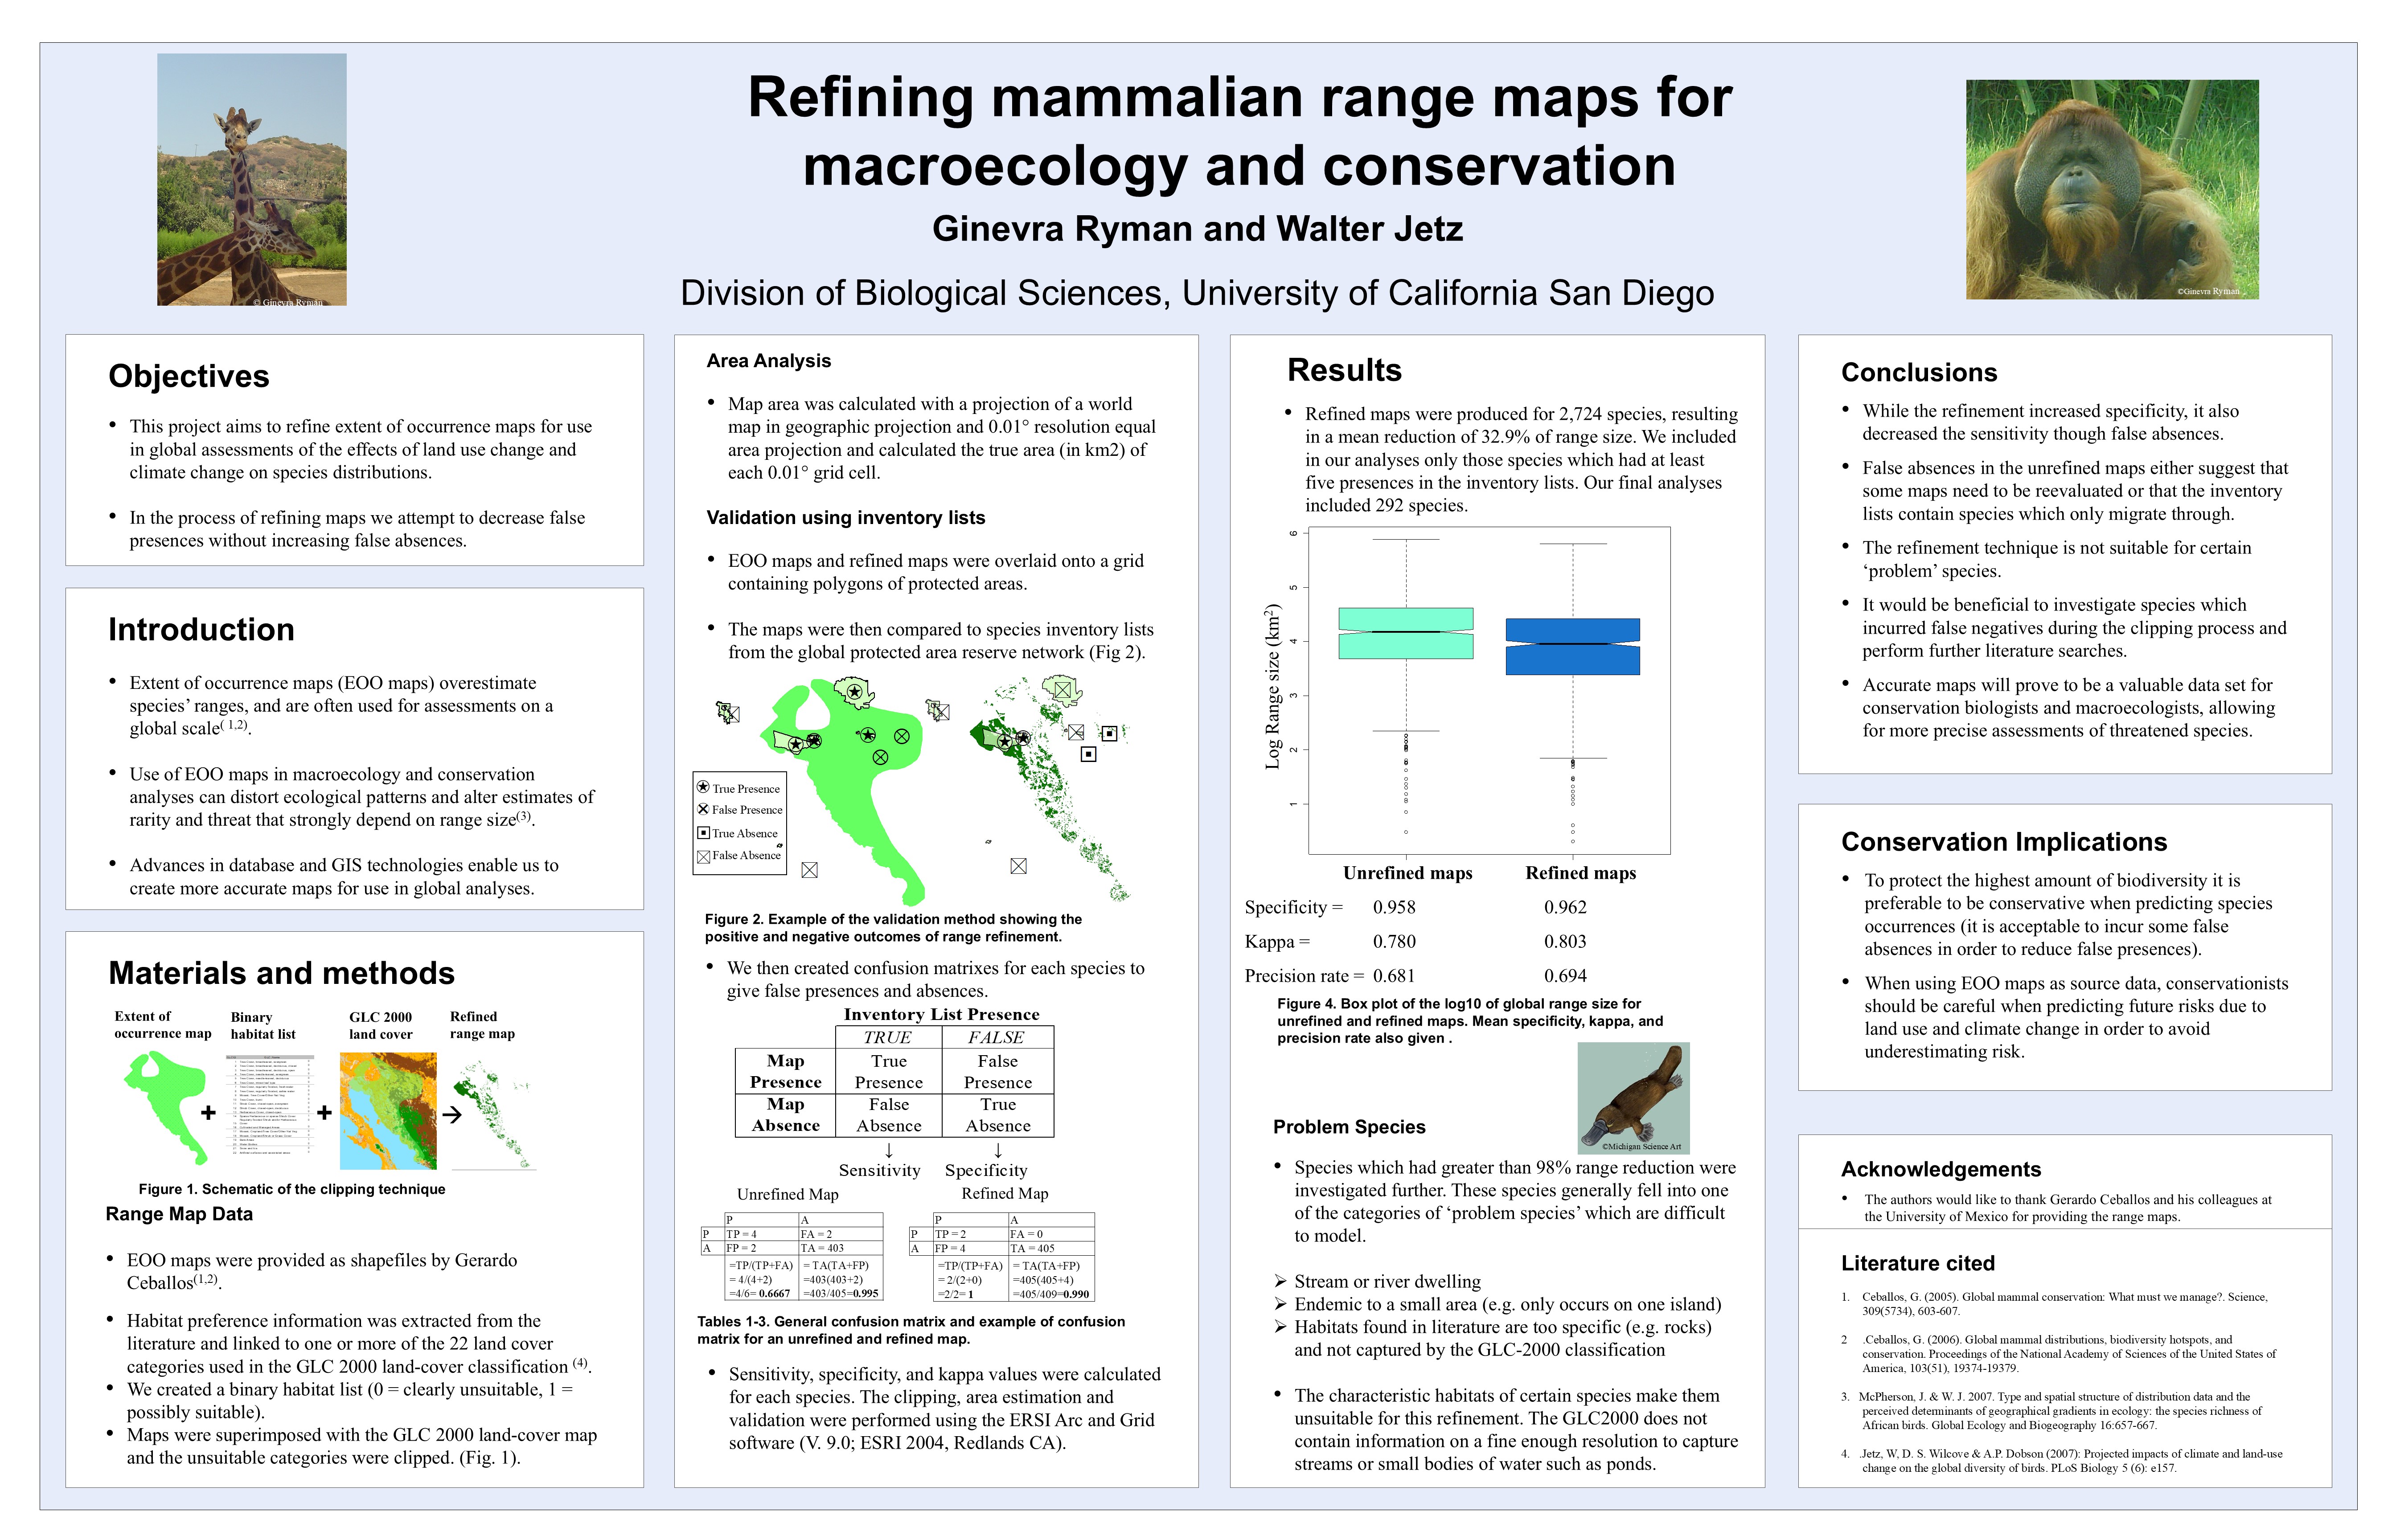 Refining mammalian range maps for
macroecology and conservation
Ginevra Ryman and Walter Jetz
Division of Biological Sciences, University of California San Diego
© Ginevra Ryman
©Ginevra Ryman
Objectives
• This project aims to refine extent of occurrence maps for use
in global assessments of the effects of land use change and
climate change on species distributions.
• In the process of refining maps we attempt to decrease false
presences without increasing false absences.
Introduction
• Extent of occurrence maps (EOO maps) overestimate
species’ ranges, and are often used for assessments on a
global scale( 1,2).
• Use of EOO maps in macroecology and conservation
analyses can distort ecological patterns and alter estimates of
rarity and threat that strongly depend on range size(3).
• Advances in database and GIS technologies enable us to
create more accurate maps for use in global analyses.
Materials and methods
Extent of
occurrence map
Binary
habitat list
GLC 2000
land cover
Refined
range map
+ + →
Figure 1. Schematic of the clipping technique
Range Map Data
• EOO maps were provided as shapefiles by Gerardo
Ceballos(1,2).
• Habitat preference information was extracted from the
literature and linked to one or more of the 22 land cover
categories used in the GLC 2000 land-cover classification (4).
• We created a binary habitat list (0 = clearly unsuitable, 1 =
possibly suitable).
• Maps were superimposed with the GLC 2000 land-cover map
and the unsuitable categories were clipped. (Fig. 1).
Area Analysis
• Map area was calculated with a projection of a world
map in geographic projection and 0.01° resolution equal
area projection and calculated the true area (in km2) of
each 0.01° grid cell.
Validation using inventory lists
• EOO maps and refined maps were overlaid onto a grid
containing polygons of protected areas.
• The maps were then compared to species inventory lists
from the global protected area reserve network (Fig 2).
True Presence
False Presence
True Absence
False Absence
Figure 2. Example of the validation method showing the
positive and negative outcomes of range refinement.
• We then created confusion matrixes for each species to
give false presences and absences.
Inventory List Presence
TRUE FALSE
Map Presence True Presence False Presence
Map Absence False Absence True Absence
↓ ↓
Sensitivity Specificity
Unrefined Map Refined Map
P A
P TP = 4 FA = 2
A FP = 2 TA = 403
=TP/(TP+FA) = TA(TA+FP)
= 4/(4+2) =403(403+2)
=4/6= 0.6667 =403/405=0.995
P A
P TP = 2 FA = 0
A FP = 4 TA = 405
=TP/(TP+FA) = TA(TA+FP)
= 2/(2+0) =405(405+4)
=2/2= 1 =405/409=0.990
Tables 1-3. General confusion matrix and example of confusion
matrix for an unrefined and refined map.
• Sensitivity, specificity, and kappa values were calculated
for each species. The clipping, area estimation and
validation were performed using the ERSI Arc and Grid
software (V. 9.0; ESRI 2004, Redlands CA).
Results
• Refined maps were produced for 2,724 species, resulting
in a mean reduction of 32.9% of range size. We included
in our analyses only those species which had at least
five presences in the inventory lists. Our final analyses
included 292 species.
Log Range size (km2)
6
5
4
3
2
1
Unrefined maps Refined maps
Specificity = 0.958 0.962
Kappa = 0.780 0.803
Precision rate = 0.681 0.694
Figure 4. Box plot of the log10 of global range size for
unrefined and refined maps. Mean specificity, kappa, and
precision rate also given .
©Michigan Science Art
Problem Species
• Species which had greater than 98% range reduction were
investigated further. These species generally fell into one
of the categories of ‘problem species’ which are difficult
to model.
➢ Stream or river dwelling
➢ Endemic to a small area (e.g. only occurs on one island)
➢ Habitats found in literature are too specific (e.g. rocks)
and not captured by the GLC-2000 classification
• The characteristic habitats of certain species make them
unsuitable for this refinement. The GLC2000 does not
contain information on a fine enough resolution to capture
streams or small bodies of water such as ponds.
Conclusions
• While the refinement increased specificity, it also
decreased the sensitivity though false absences.
• False absences in the unrefined maps either suggest that
some maps need to be reevaluated or that the inventory
lists contain species which only migrate through.
• The refinement technique is not suitable for certain
‘problem’ species.
• It would be beneficial to investigate species which
incurred false negatives during the clipping process and
perform further literature searches.
• Accurate maps will prove to be a valuable data set for
conservation biologists and macroecologists, allowing
for more precise assessments of threatened species.
Conservation Implications
• To protect the highest amount of biodiversity it is
preferable to be conservative when predicting species
occurrences (it is acceptable to incur some false
absences in order to reduce false presences).
• When using EOO maps as source data, conservationists
should be careful when predicting future risks due to
land use and climate change in order to avoid
underestimating risk.
Acknowledgements
• The authors would like to thank Gerardo Ceballos and his colleagues at
the University of Mexico for providing the range maps.
Literature cited
1. Ceballos, G. (2005). Global mammal conservation: What must we manage?. Science,
309(5734), 603-607.
2 .Ceballos, G. (2006). Global mammal distributions, biodiversity hotspots, and
conservation. Proceedings of the National Academy of Sciences of the United States of
America, 103(51), 19374-19379.
3. McPherson, J. & W. J. 2007. Type and spatial structure of distribution data and the
perceived determinants of geographical gradients in ecology: the species richness of
African birds. Global Ecology and Biogeography 16:657-667.
4. .Jetz, W, D. S. Wilcove & A.P. Dobson (2007): Projected impacts of climate and land-use
change on the global diversity of birds. PLoS Biology 5 (6): e157.